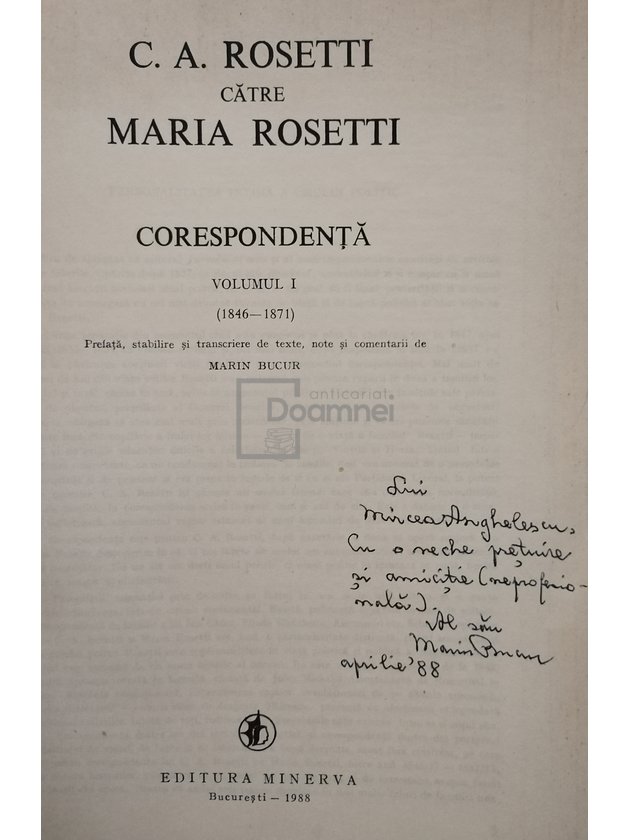 C. A. ROSETTI
CĂTRE
MARIA ROSETTI
CORESPONDENȚĂ
VOLUMUL I
(1846—1871)
Prefață, stabilire și transcriere de texte, note și comentarii de
MARIN BUCUR
anticariat
Doamnei
Lui
Mircea Anghelescu,
Cu o veche prețuire
și amiciție (neprofesio-
nală).
Al său
Marin Bucur
aprilie '88
EDITURA MINERVA
București — 1988